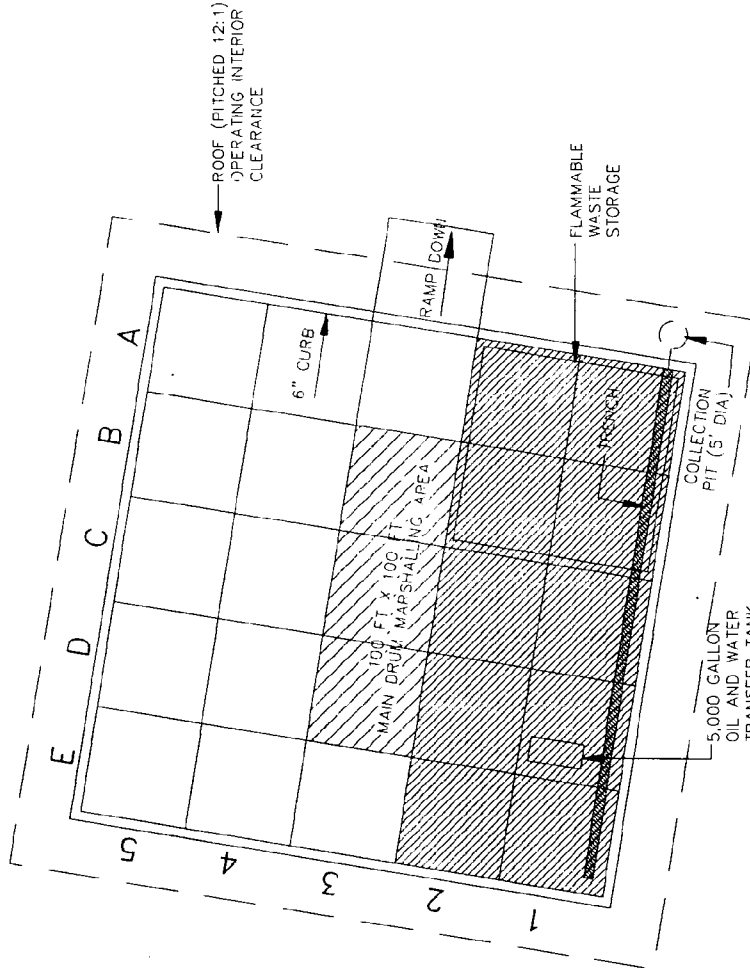 ROOF (PITCHED 12:1)
OPERATING INTERIOR
CLEARANCE
A
B
C
D
E
5
4
3
2
1
6" CURB
RAMP DOWN
100 FT X 100 FT
MAIN DRUM MARSHALLING AREA
FLAMMABLE
WASTE
STORAGE
TRENCH
COLLECTION
PIT (5' DIA)
5,000 GALLON
OIL AND WATER
TRANSFER TANK